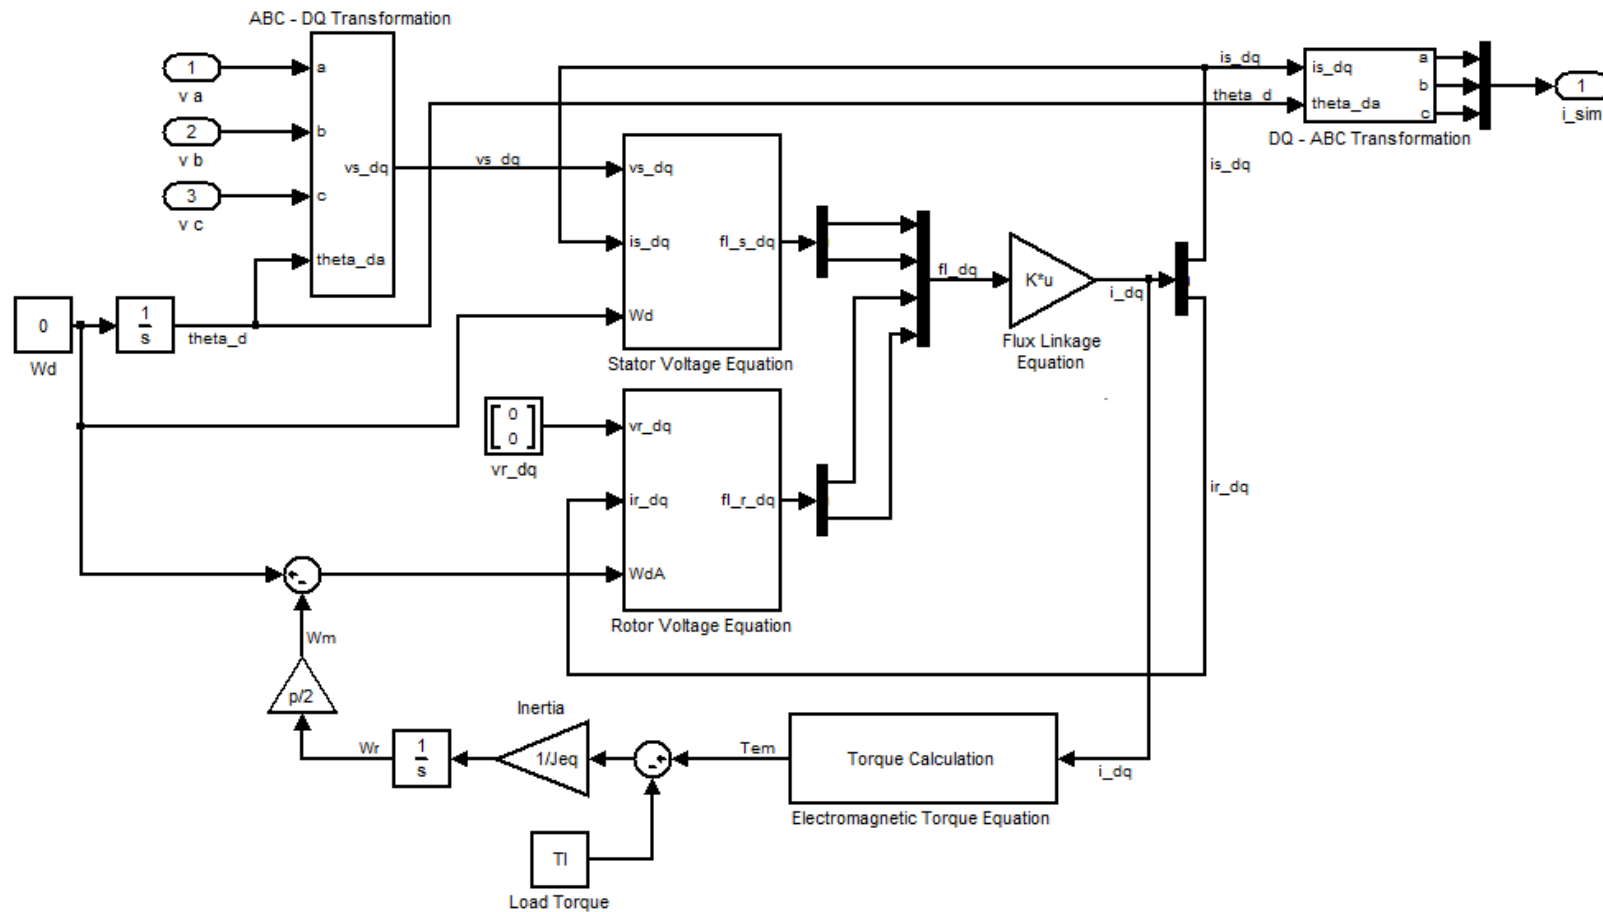 ABC - DQ Transformation
1
v a
2
v b
3
v c
a
b
c
theta_da
vs_dq
vs_dq
is_dq
theta_d
is_dq
theta_da
a
b
c
DQ - ABC Transformation
1
i_sim
is_dq
vs_dq
is_dq
Wd
fl_s_dq
Stator Voltage Equation
fl_dq
K*u
Flux Linkage
Equation
i_dq
0
Wd
1
s
theta_d
0
0
vr_dq
vr_dq
ir_dq
WdA
fl_r_dq
Rotor Voltage Equation
ir_dq
Wm
p/2
Wr
1
s
Inertia
1/Jeq
Tem
Torque Calculation
i_dq
Electromagnetic Torque Equation
Tl
Load Torque